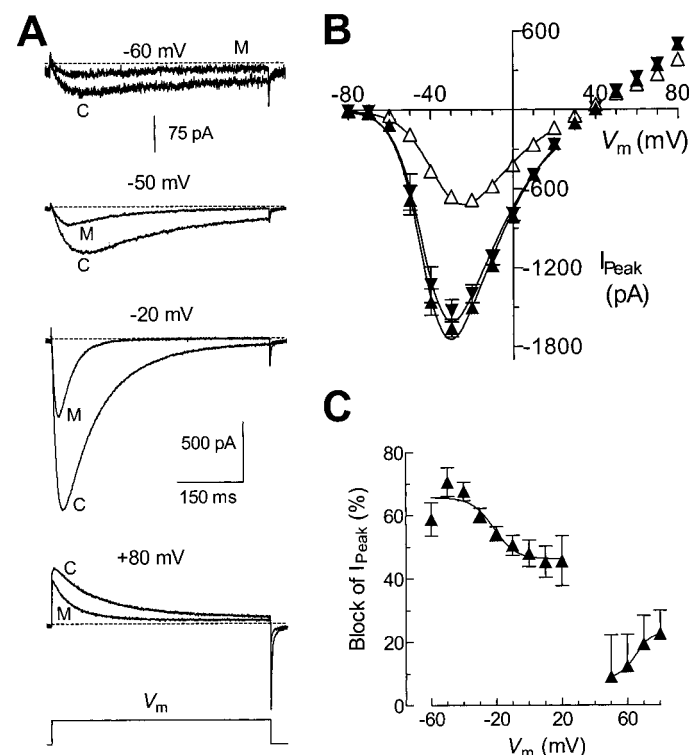 A
-60 mV
M
C
75 pA
-50 mV
M
C
-20 mV
M
C
500 pA
150 ms
+80 mV
C
M
Vm
B
600
-80
-40
40
80
Vm (mV)
-600
-1200
IPeak
(pA)
-1800
C
80
60
40
20
0
Block of IPeak (%)
-60
-20
20
60
Vm (mV)